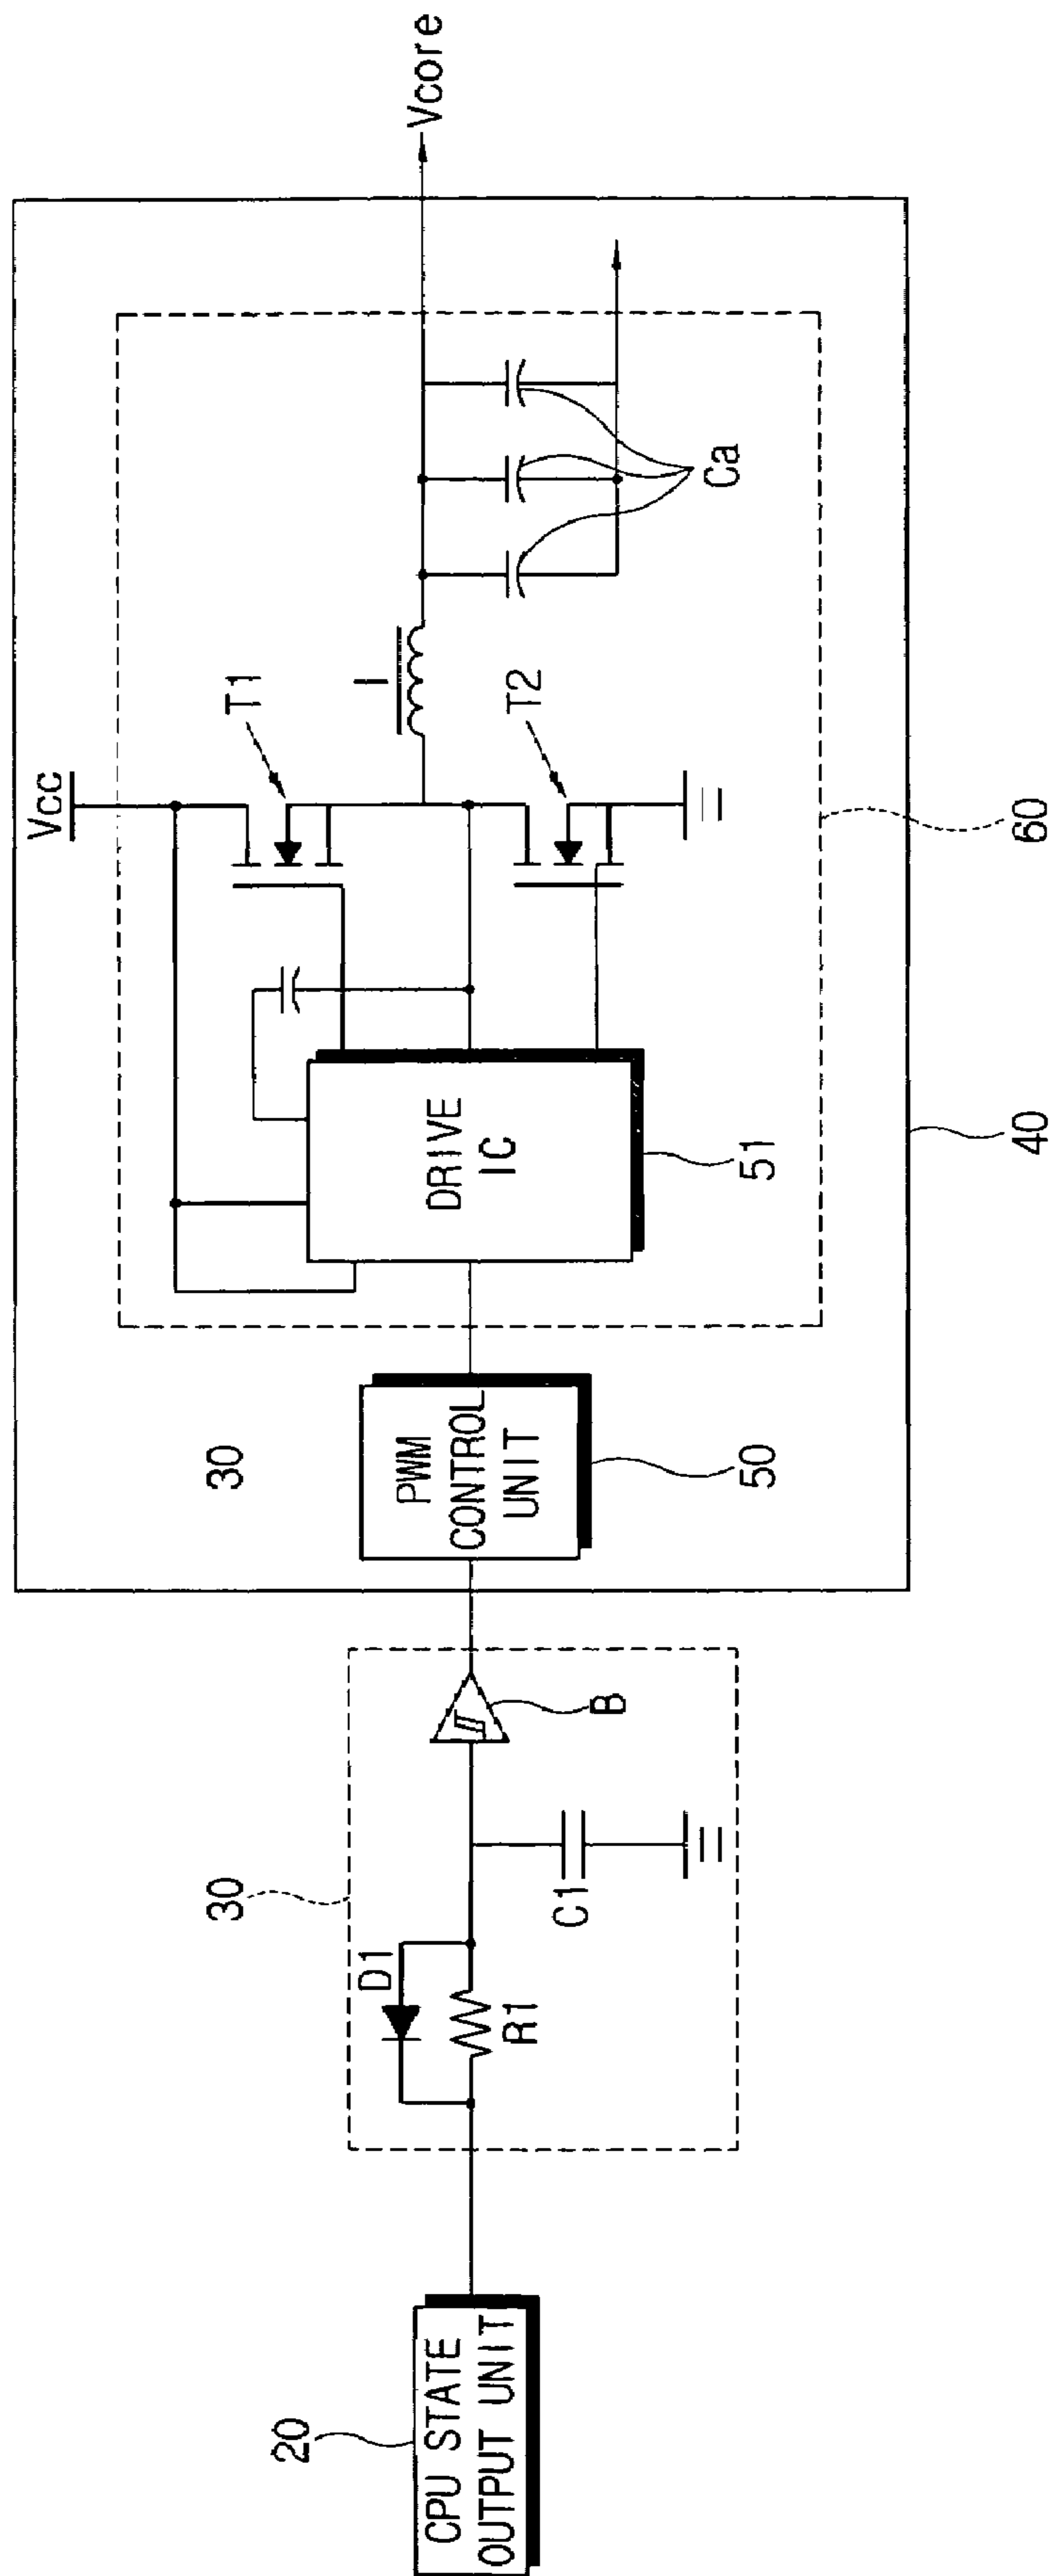 20
CPU STATE
OUTPUT UNIT
30
D1
R1
C1
B
30
PWM
CONTROL
UNIT
50
DRIVE
IC
51
Vcc
T1
T2
I
Ca
Vcore
40
60